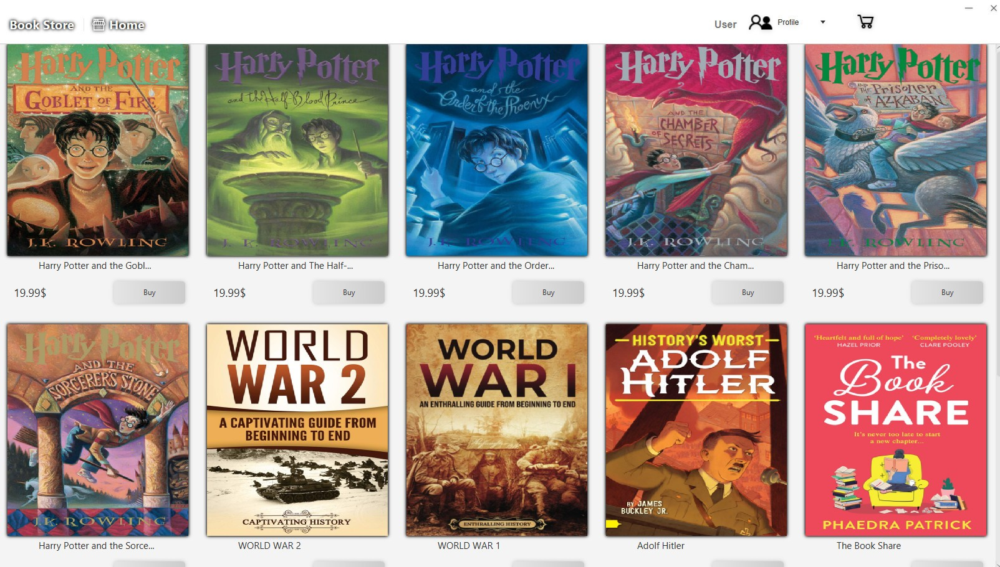 Book Store
Home
User
Profile
Harry Potter
AND THE
GOBLET OF FIRE
J.K. ROWLING
Harry Potter and the Gobl...
19.99$
Buy
Harry Potter
and the Half-Blood Prince
J. K. ROWLING
Harry Potter and The Half-...
19.99$
Buy
Harry Potter
and the
Order of the Phoenix
J.K. ROWLING
Harry Potter and the Order...
19.99$
Buy
Harry Potter
AND THE
CHAMBER
OF
SECRETS
J.K. ROWLING
Harry Potter and the Cham...
19.99$
Buy
Harry Potter
AND
THE Prisoner
of AZKABAN
J.K. ROWLING
Harry Potter and the Priso...
19.99$
Buy
Harry Potter
AND THE
SORCERER'S STONE
J.K. ROWLING
Harry Potter and the Sorce...
WORLD
WAR 2
A CAPTIVATING GUIDE FROM
BEGINNING TO END
CAPTIVATING HISTORY
WORLD WAR 2
WORLD
WAR I
AN ENTHRALLING GUIDE FROM BEGINNING TO END
ENTHRALLING HISTORY
WORLD WAR 1
HISTORY'S WORST
ADOLF
HITLER
BY JAMES
BUCKLEY JR.
Adolf Hitler
'Heartfelt and full of hope'
HAZEL PRIOR
'Completely lovely'
CLARE POOLEY
The
Book
SHARE
It's never too late to start
a new chapter...
PHAEDRA PATRICK
The Book Share